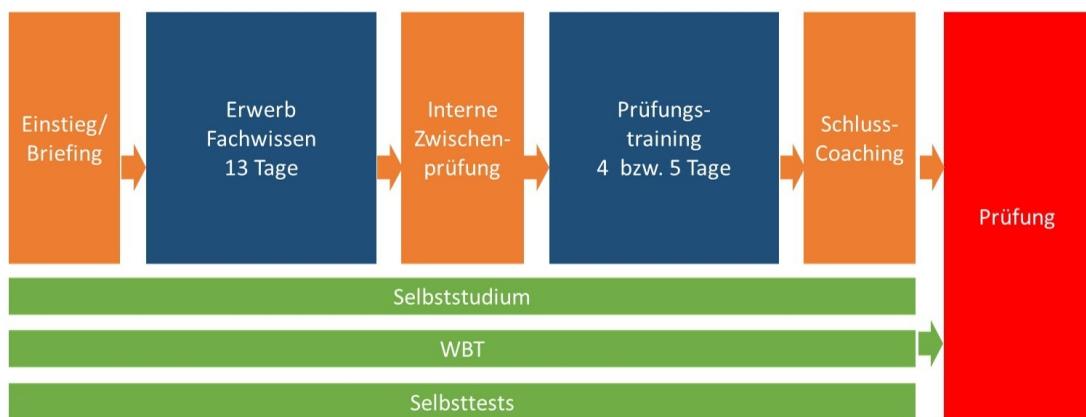 Einstieg/
Briefing
Erwerb
Fachwissen
13 Tage
Interne
Zwischen-
prüfung
Prüfungs-
training
4 bzw. 5 Tage
Schluss-
Coaching
Prüfung
Selbststudium
WBT
Selbsttests